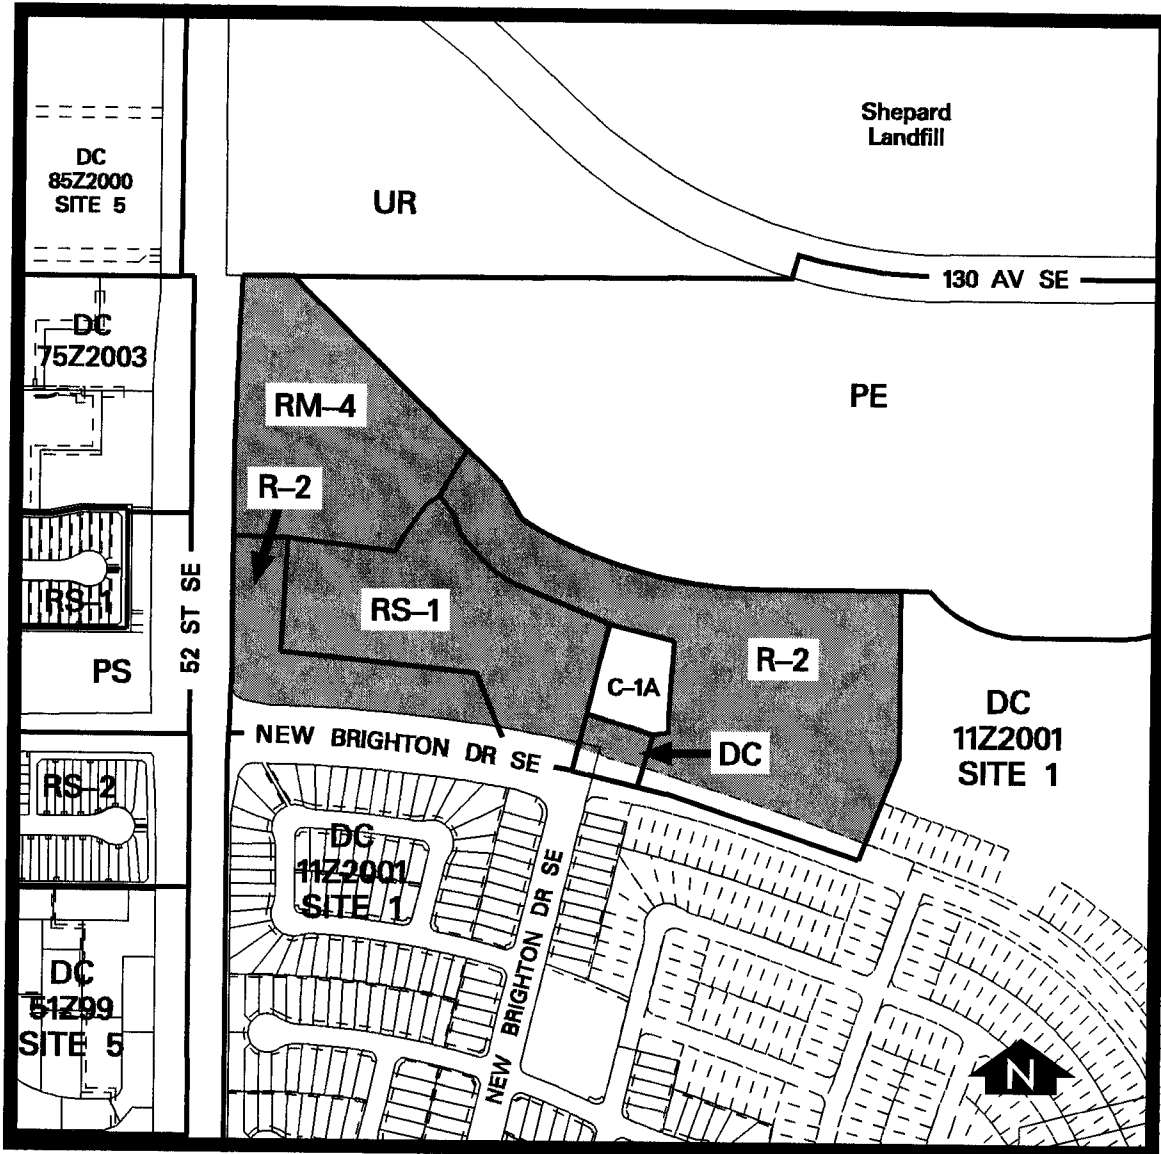 Shepard
Landfill
DC
85Z2000
SITE 5
UR
130 AV SE
DC
75Z2003
PE
RM–4
R–2
RS–1
RS–1
52 ST SE
PS
R–2
C–1A
DC
11Z2001
SITE 1
NEW BRIGHTON DR SE
DC
RS–2
DC
11Z2001
SITE 1
NEW BRIGHTON DR SE
DC
51Z99
SITE 5
N